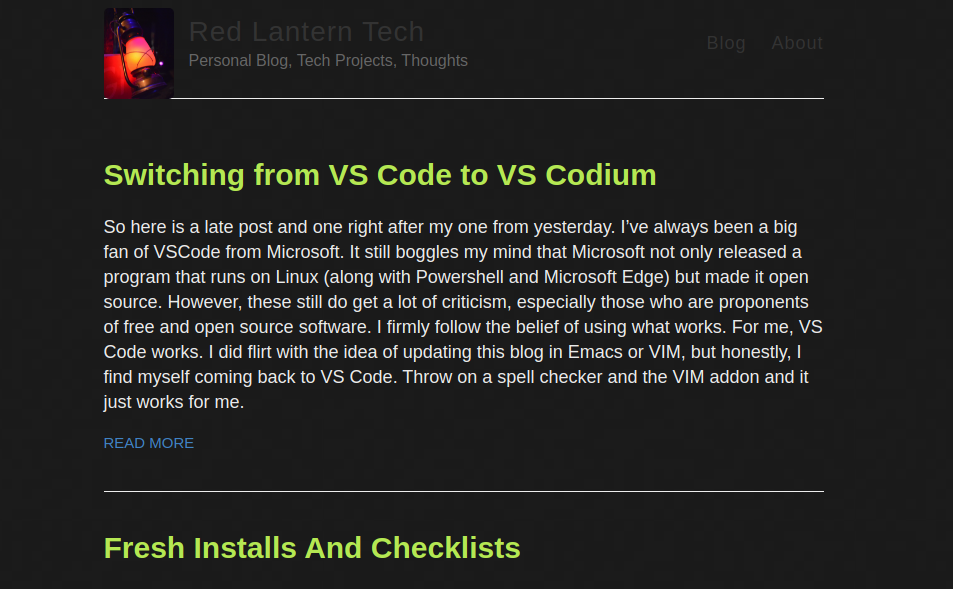 Red Lantern Tech
Personal Blog, Tech Projects, Thoughts
Blog About
Switching from VS Code to VS Codium
So here is a late post and one right after my one from yesterday. I’ve always been a big
fan of VSCode from Microsoft. It still boggles my mind that Microsoft not only released a
program that runs on Linux (along with Powershell and Microsoft Edge) but made it open
source. However, these still do get a lot of criticism, especially those who are proponents
of free and open source software. I firmly follow the belief of using what works. For me, VS
Code works. I did flirt with the idea of updating this blog in Emacs or VIM, but honestly, I
find myself coming back to VS Code. Throw on a spell checker and the VIM addon and it
just works for me.
READ MORE
Fresh Installs And Checklists